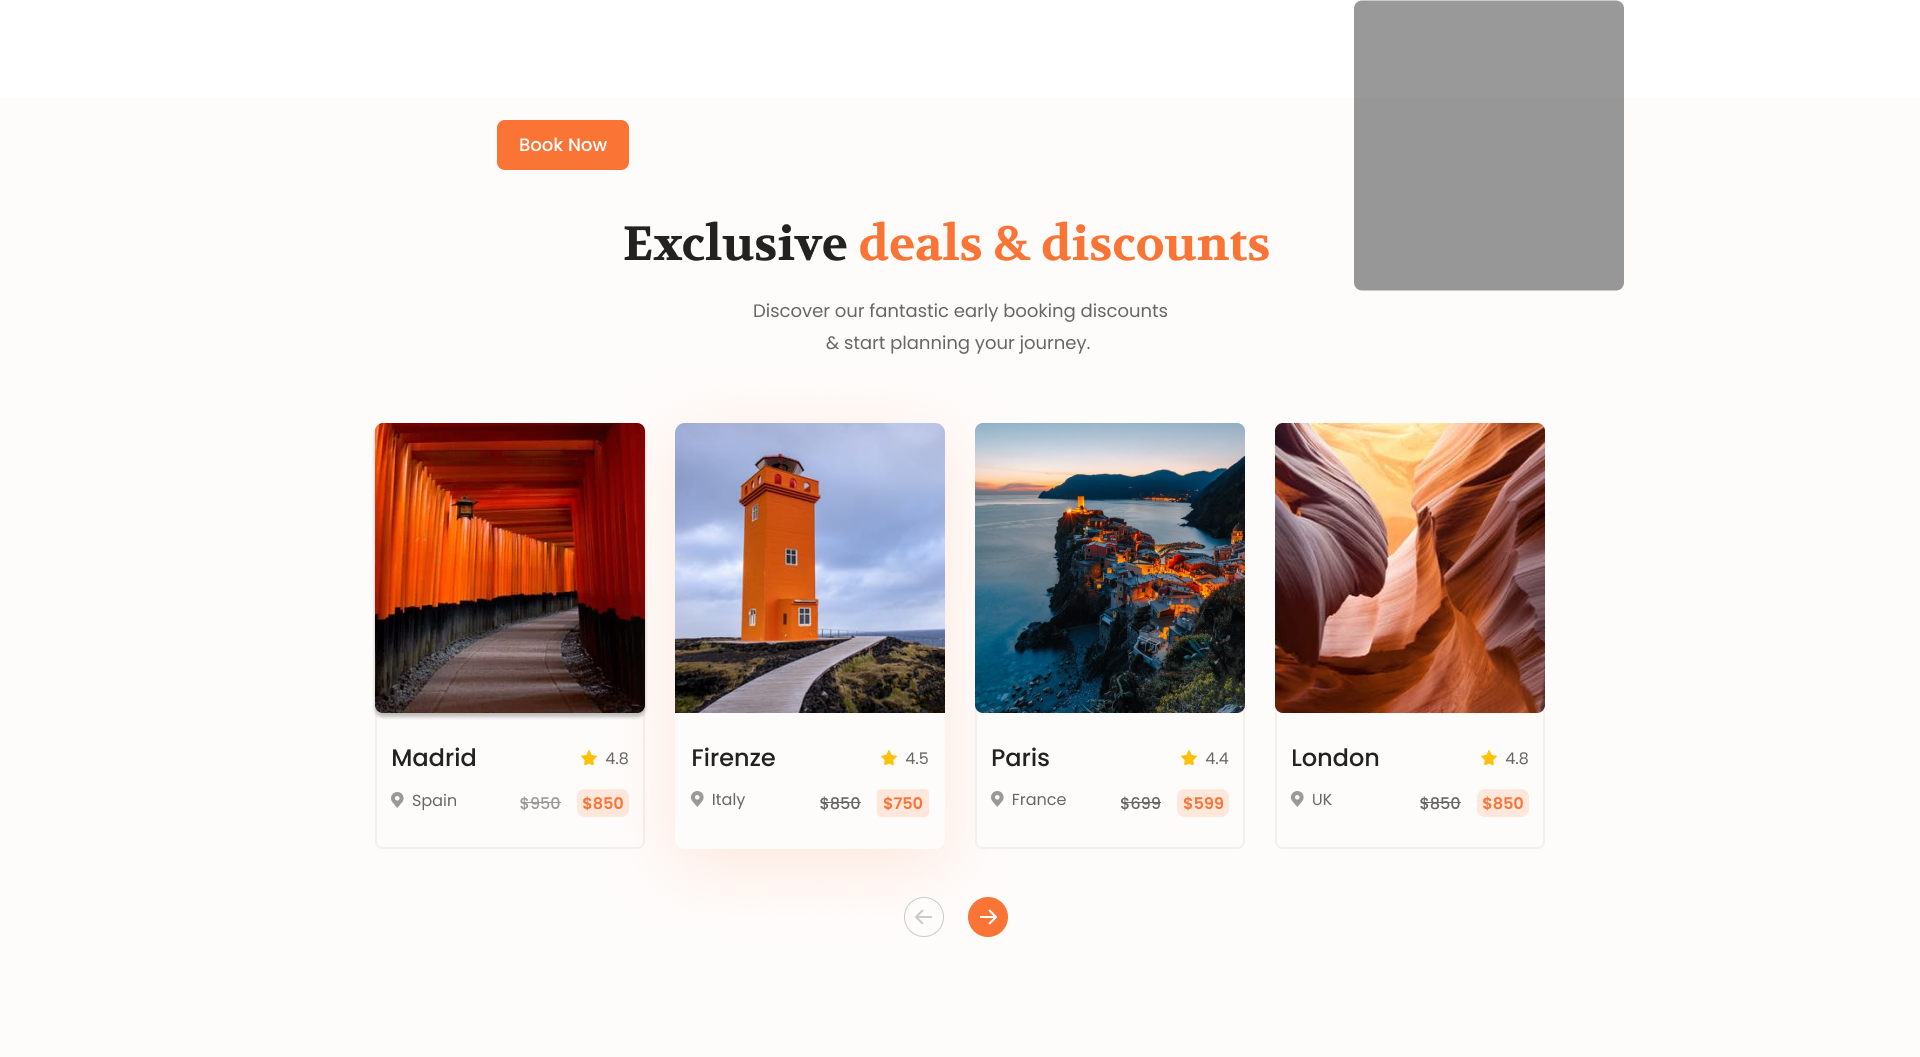 Book Now
Exclusive deals & discounts
Discover our fantastic early booking discounts
& start planning your journey.
Madrid 4.8
Spain $950 $850
Firenze 4.5
Italy $850 $750
Paris 4.4
France $699 $599
London 4.8
UK $850 $850